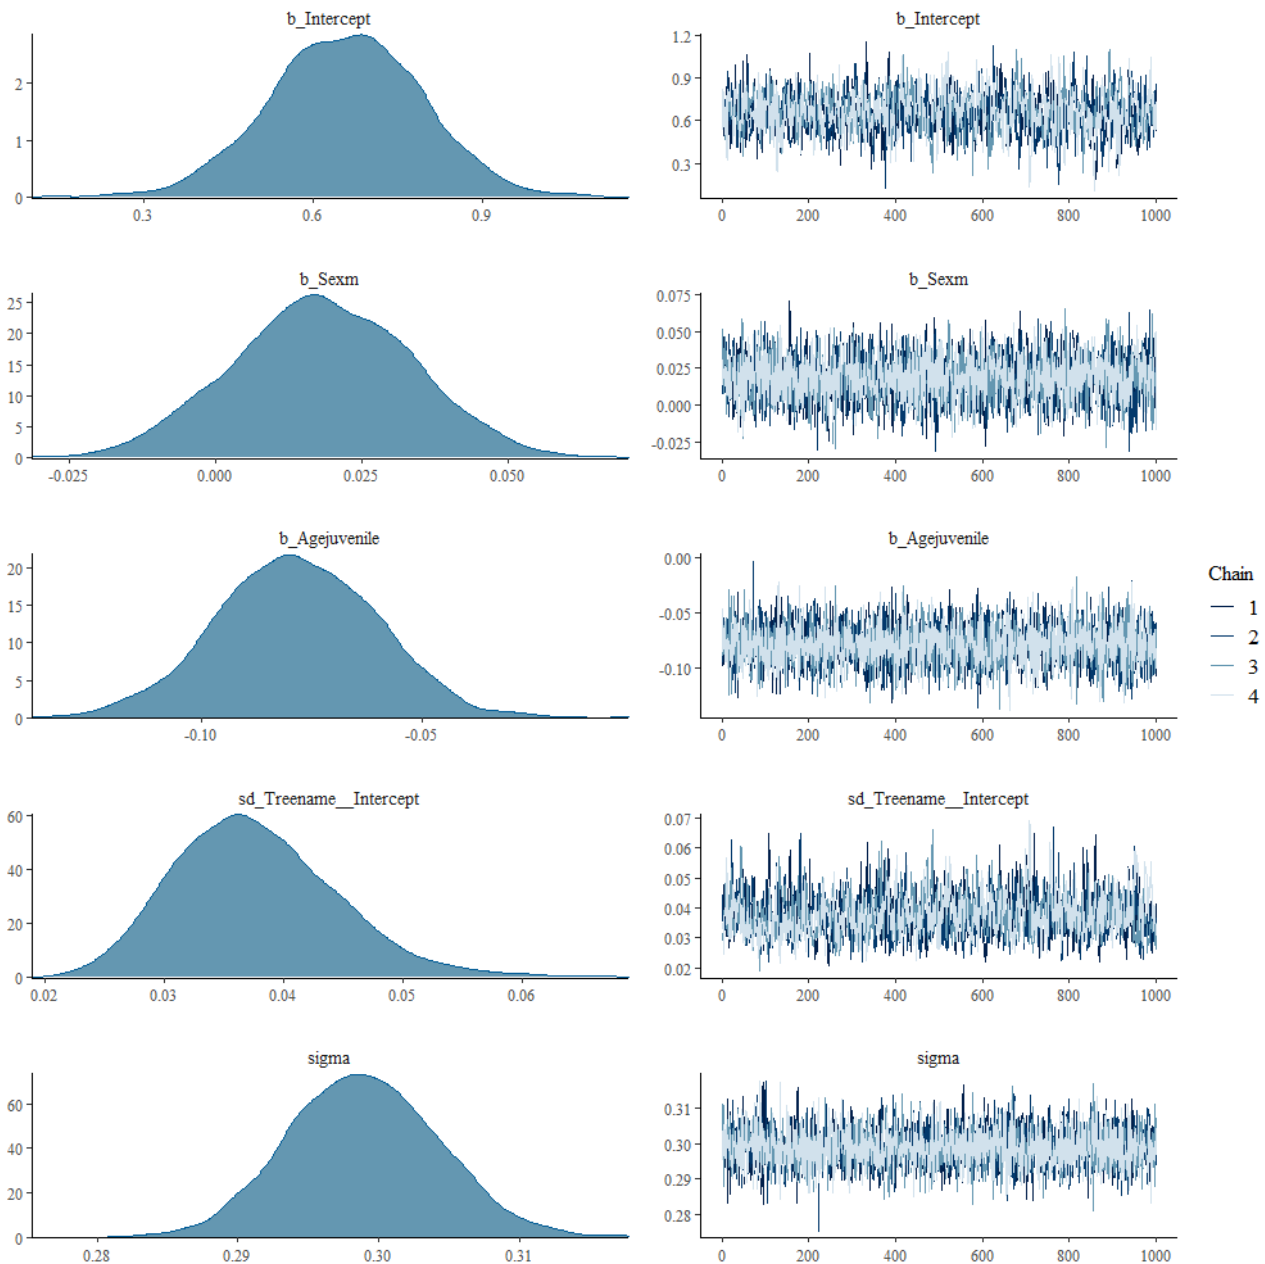 b_Intercept
b_Intercept
0
1
2
0.3 0.6 0.9
1.2
0.9
0.6
0.3
0 200 400 600 800 1000
b_Sexm
b_Sexm
25
20
15
10
5
0
-0.025 0.000 0.025 0.050
0.075
0.050
0.025
0.000
-0.025
0 200 400 600 800 1000
b_Agejuvenile
b_Agejuvenile
20
15
10
5
0
-0.10 -0.05
0.00
-0.05
-0.10
0 200 400 600 800 1000
Chain
1
2
3
4
sd_Treename__Intercept
sd_Treename__Intercept
60
40
20
0
0.02 0.03 0.04 0.05 0.06
0.07
0.06
0.05
0.04
0.03
0.02
0 200 400 600 800 1000
sigma
sigma
60
40
20
0
0.28 0.29 0.30 0.31
0.31
0.30
0.29
0.28
0 200 400 600 800 1000